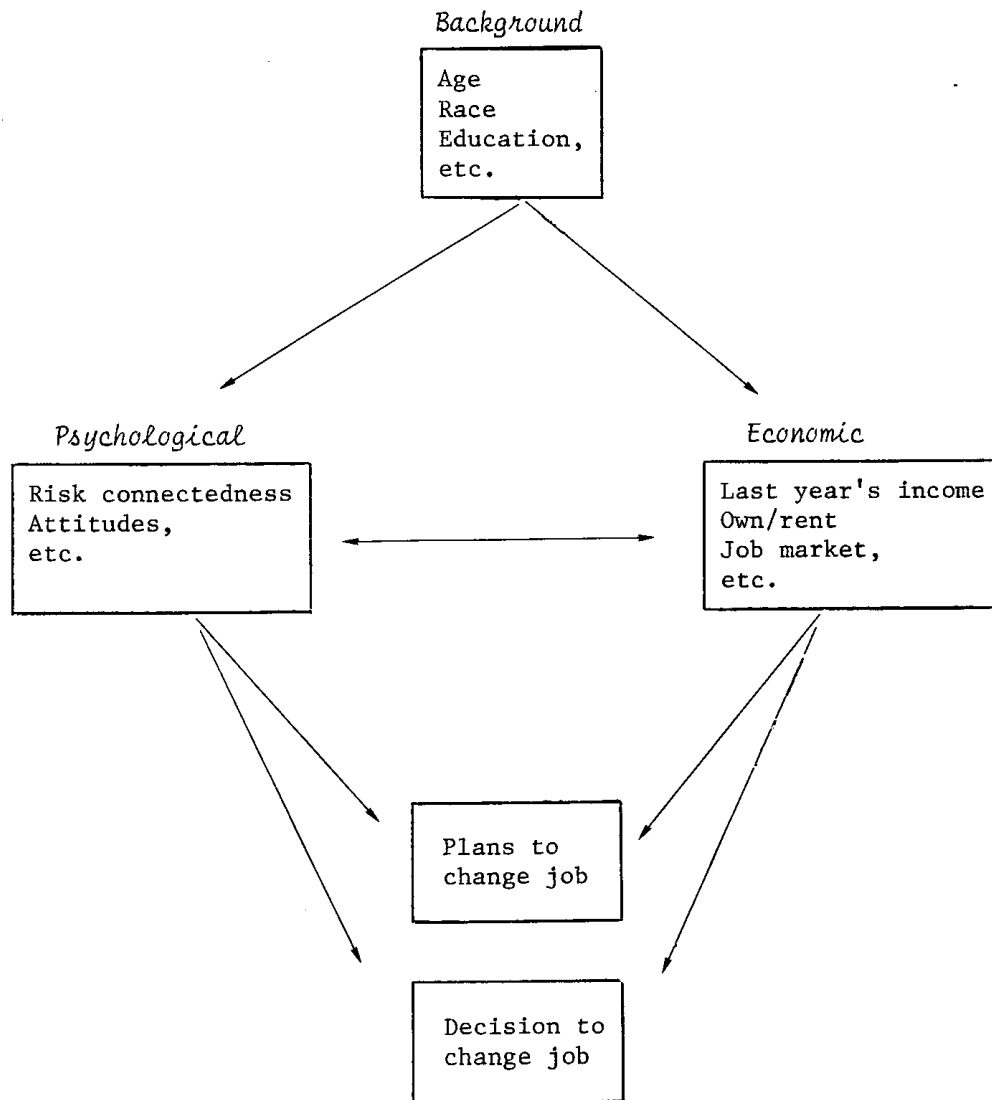 Background
Age
Race
Education,
etc.
Psychological
Risk connectedness
Attitudes,
etc.
Economic
Last year's income
Own/rent
Job market,
etc.
Plans to
change job
Decision to
change job